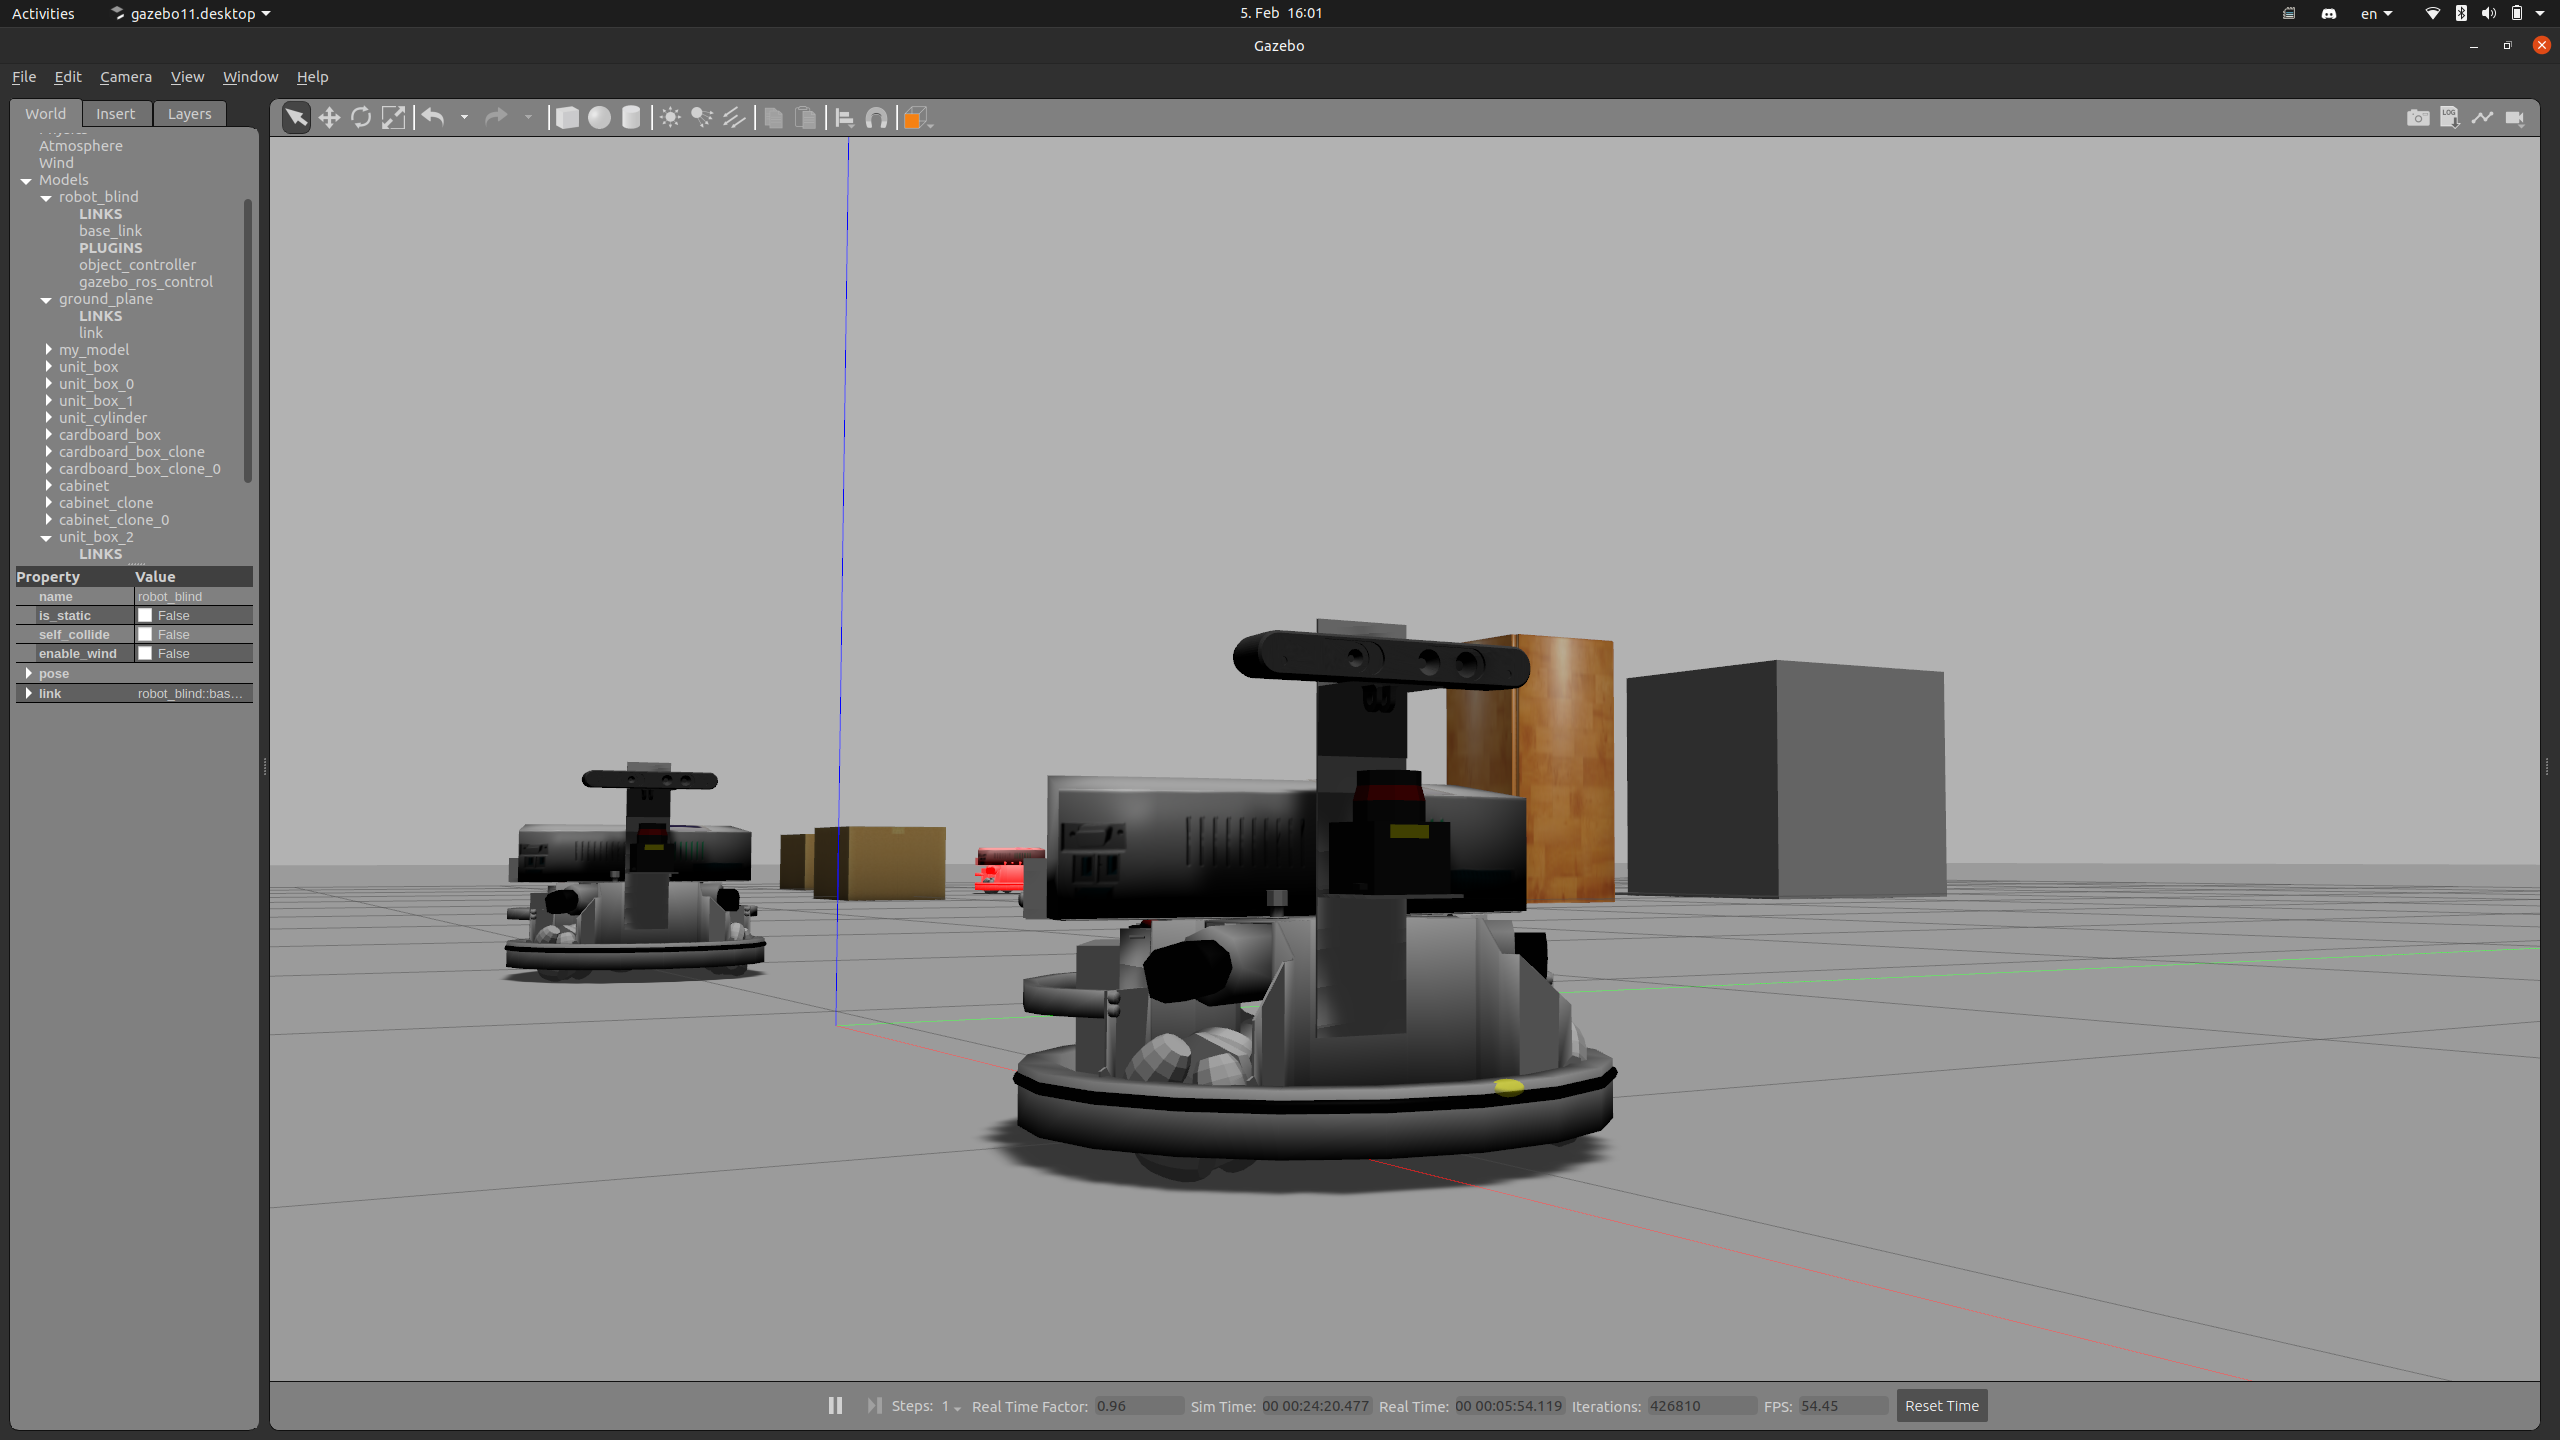 Activities
gazebo11.desktop
5. Feb 16:01
en
Gazebo
File Edit Camera View Window Help
World Insert Layers
LOG
Atmosphere
Wind
Models
robot_blind
LINKS
base_link
PLUGINS
object_controller
gazebo_ros_control
ground_plane
LINKS
link
my_model
unit_box
unit_box_0
unit_box_1
unit_cylinder
cardboard_box
cardboard_box_clone
cardboard_box_clone_0
cabinet
cabinet_clone
cabinet_clone_0
unit_box_2
LINKS
Property Value
name robot_blind
is_static False
self_collide False
enable_wind False
pose
link robot_blind::bas...
Steps: 1 Real Time Factor: 0.96 Sim Time: 00 00:24:20.477 Real Time: 00 00:05:54.119 Iterations: 426810 FPS: 54.45 Reset Time